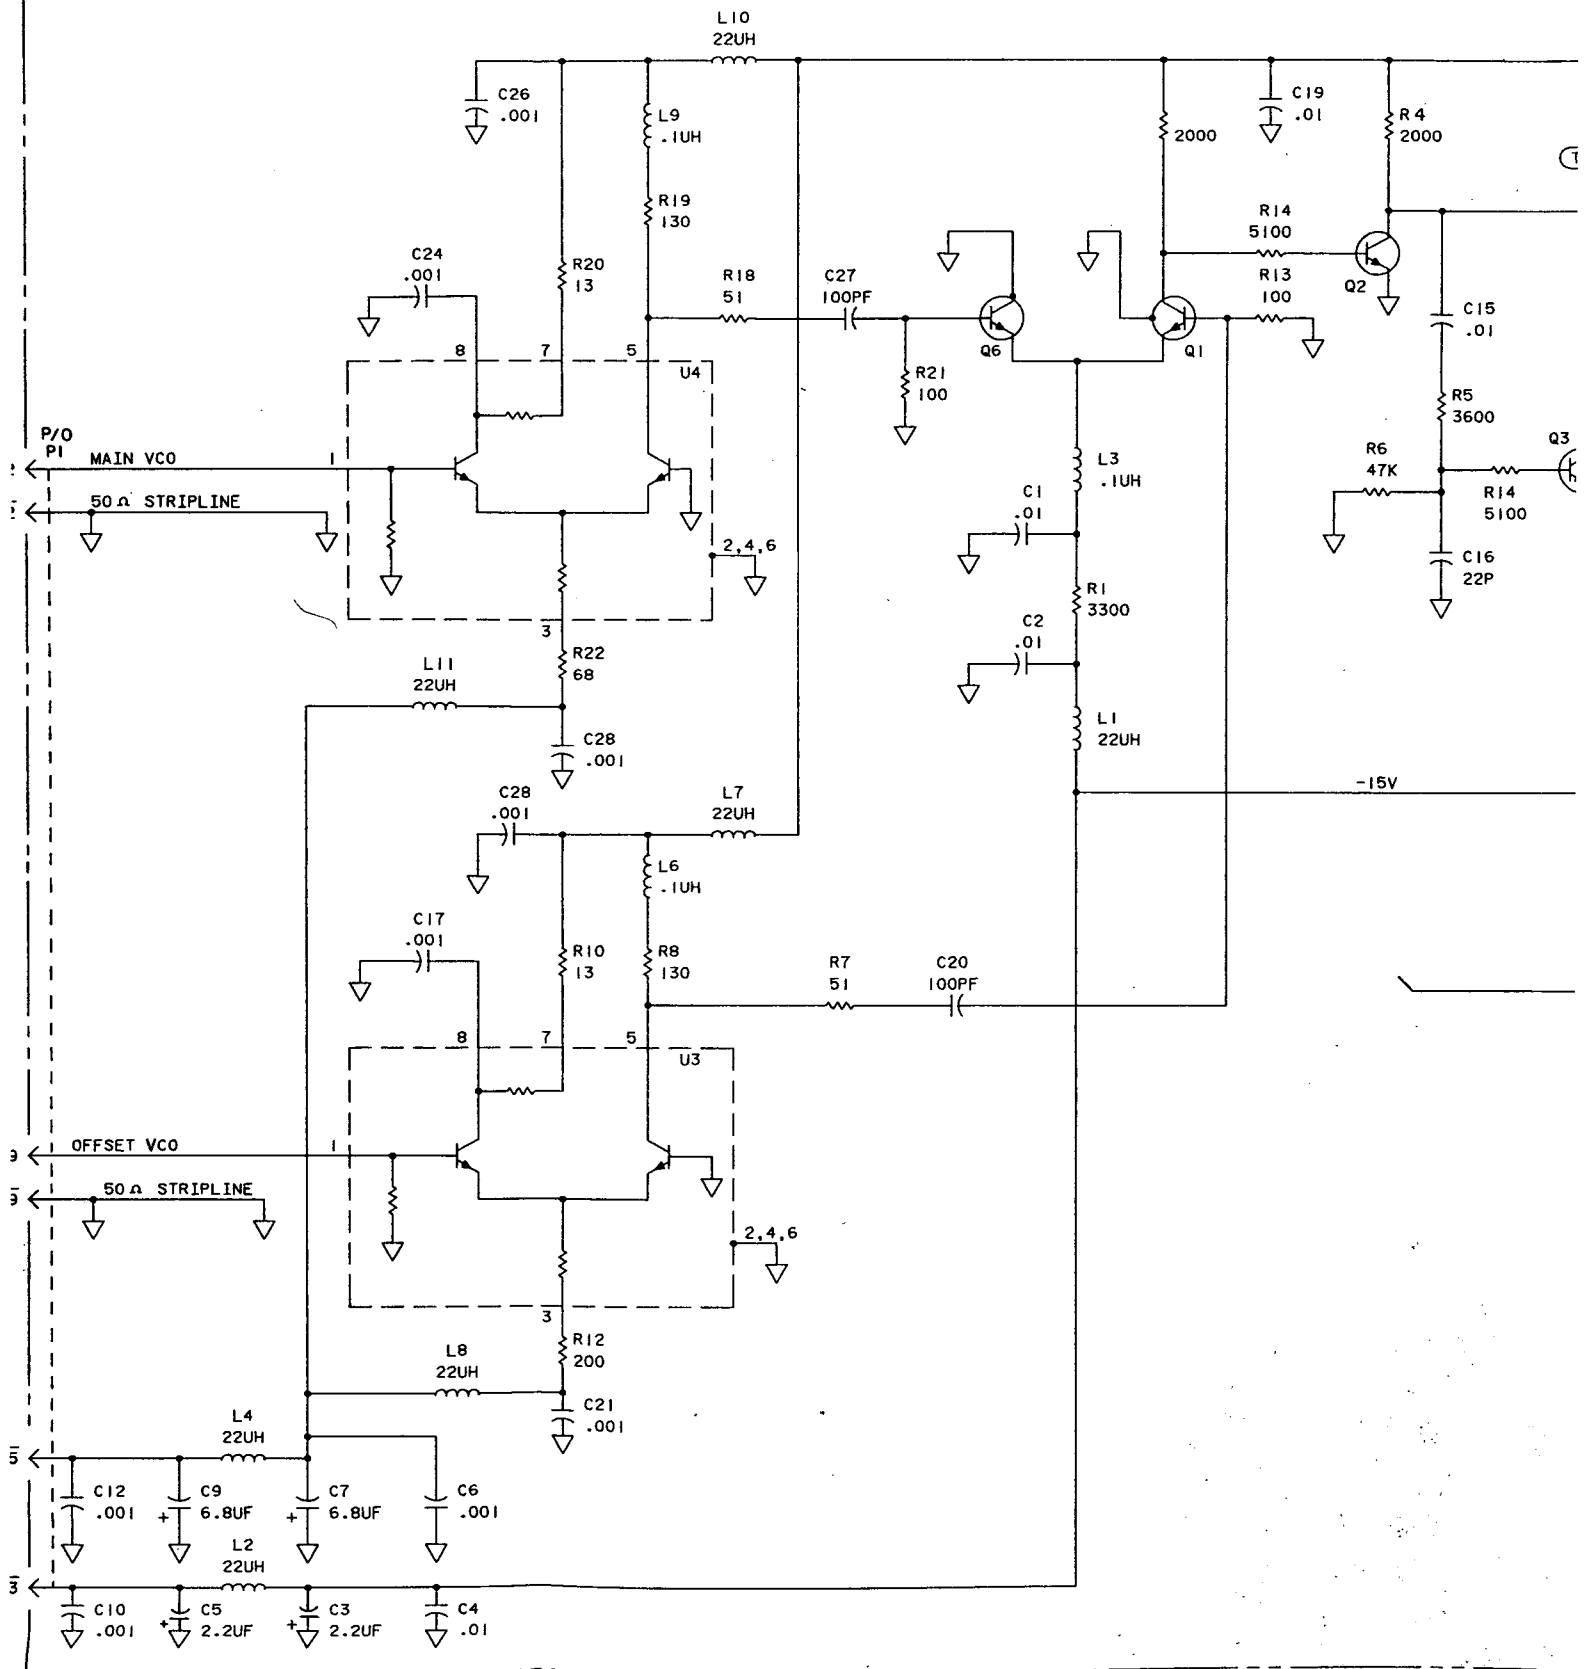 L10
22UH
C26
.001
L9
.1UH
C19
.01
R4
2000
2000
R19
130
R14
5100
C24
.001
R20
13
R18
51
C27
100PF
R13
100
Q2
C15
.01
8
7
5
U4
Q6
Q1
R21
100
R5
3600
P/O
P1
MAIN VCO
1
L3
.1UH
R6
47K
Q3
50Ω STRIPLINE
C1
.01
R14
5100
2,4,6
C16
22P
R1
3300
3
C2
.01
R22
68
L11
22UH
L1
22UH
C28
.001
-15V
C28
.001
L7
22UH
L6
.1UH
C17
.001
R10
13
R8
130
R7
51
C20
100PF
8
7
5
U3
OFFSET VCO
1
50Ω STRIPLINE
2,4,6
3
R12
200
L8
22UH
C21
.001
L4
22UH
5
C12
.001
C9
6.8UF
+
C7
6.8UF
+
C6
.001
L2
22UH
3
C10
.001
C5
2.2UF
+
C3
2.2UF
+
C4
.01